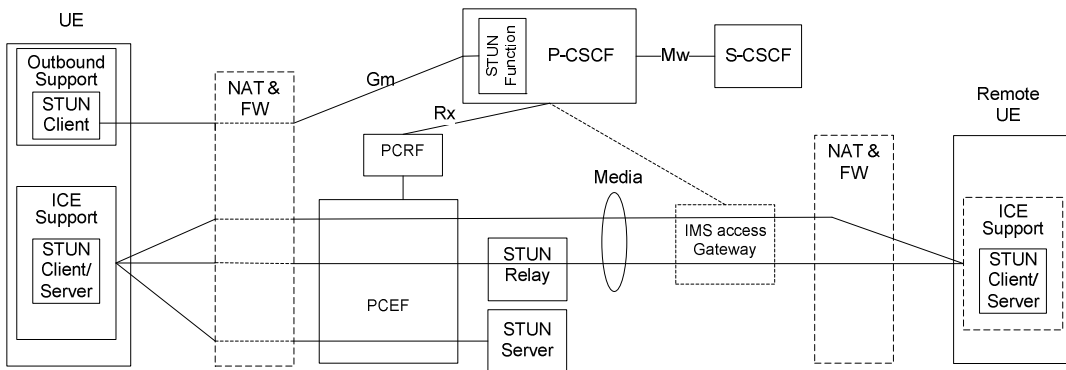 UE
Outbound
Support
STUN
Client
NAT &
FW
Gm
STUN
Function
P-CSCF
Mw
S-CSCF
Rx
PCRF
Remote
UE
NAT &
FW
Media
ICE
Support
STUN
Client/
Server
IMS access
Gateway
STUN
Relay
PCEF
STUN
Server
ICE
Support
STUN
Client/
Server